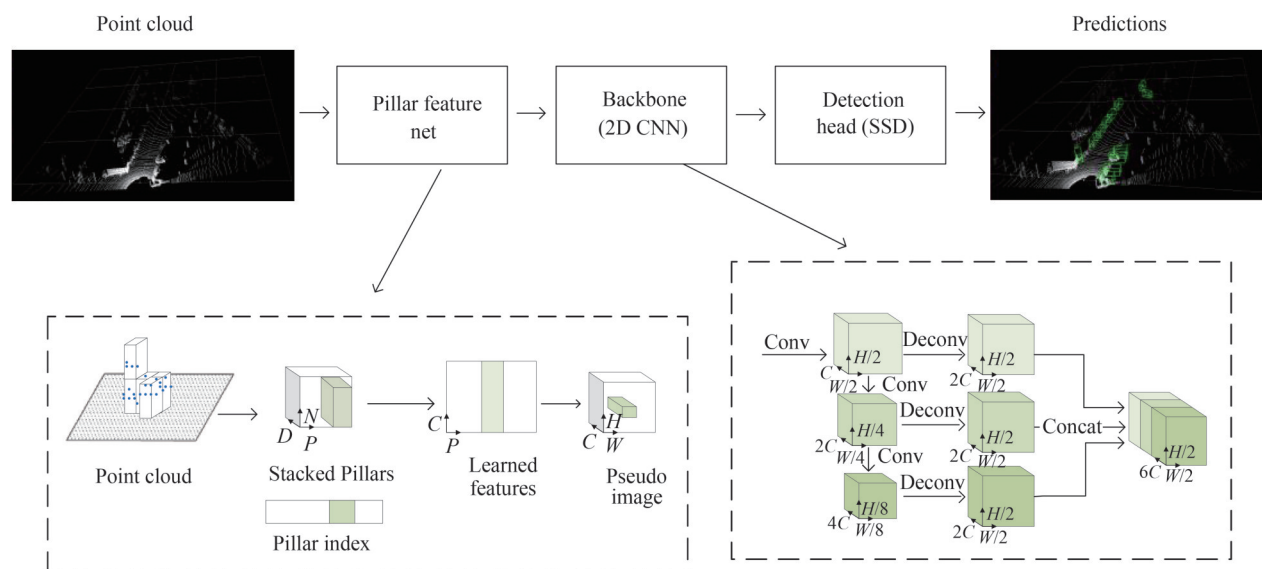 Point cloud
Predictions
Pillar feature
net
Backbone
(2D CNN)
Detection
head (SSD)
N
D
P
C
P
H
C
W
Point cloud
Stacked Pillars
Learned
features
Pseudo
image
Pillar index
Conv
H/2
C
W/2
Deconv
H/2
2C
W/2
Conv
H/4
2C
W/4
Deconv
H/2
2C
W/2
Concat
H/2
6C
W/2
Conv
H/8
4C
W/8
Deconv
H/2
2C
W/2